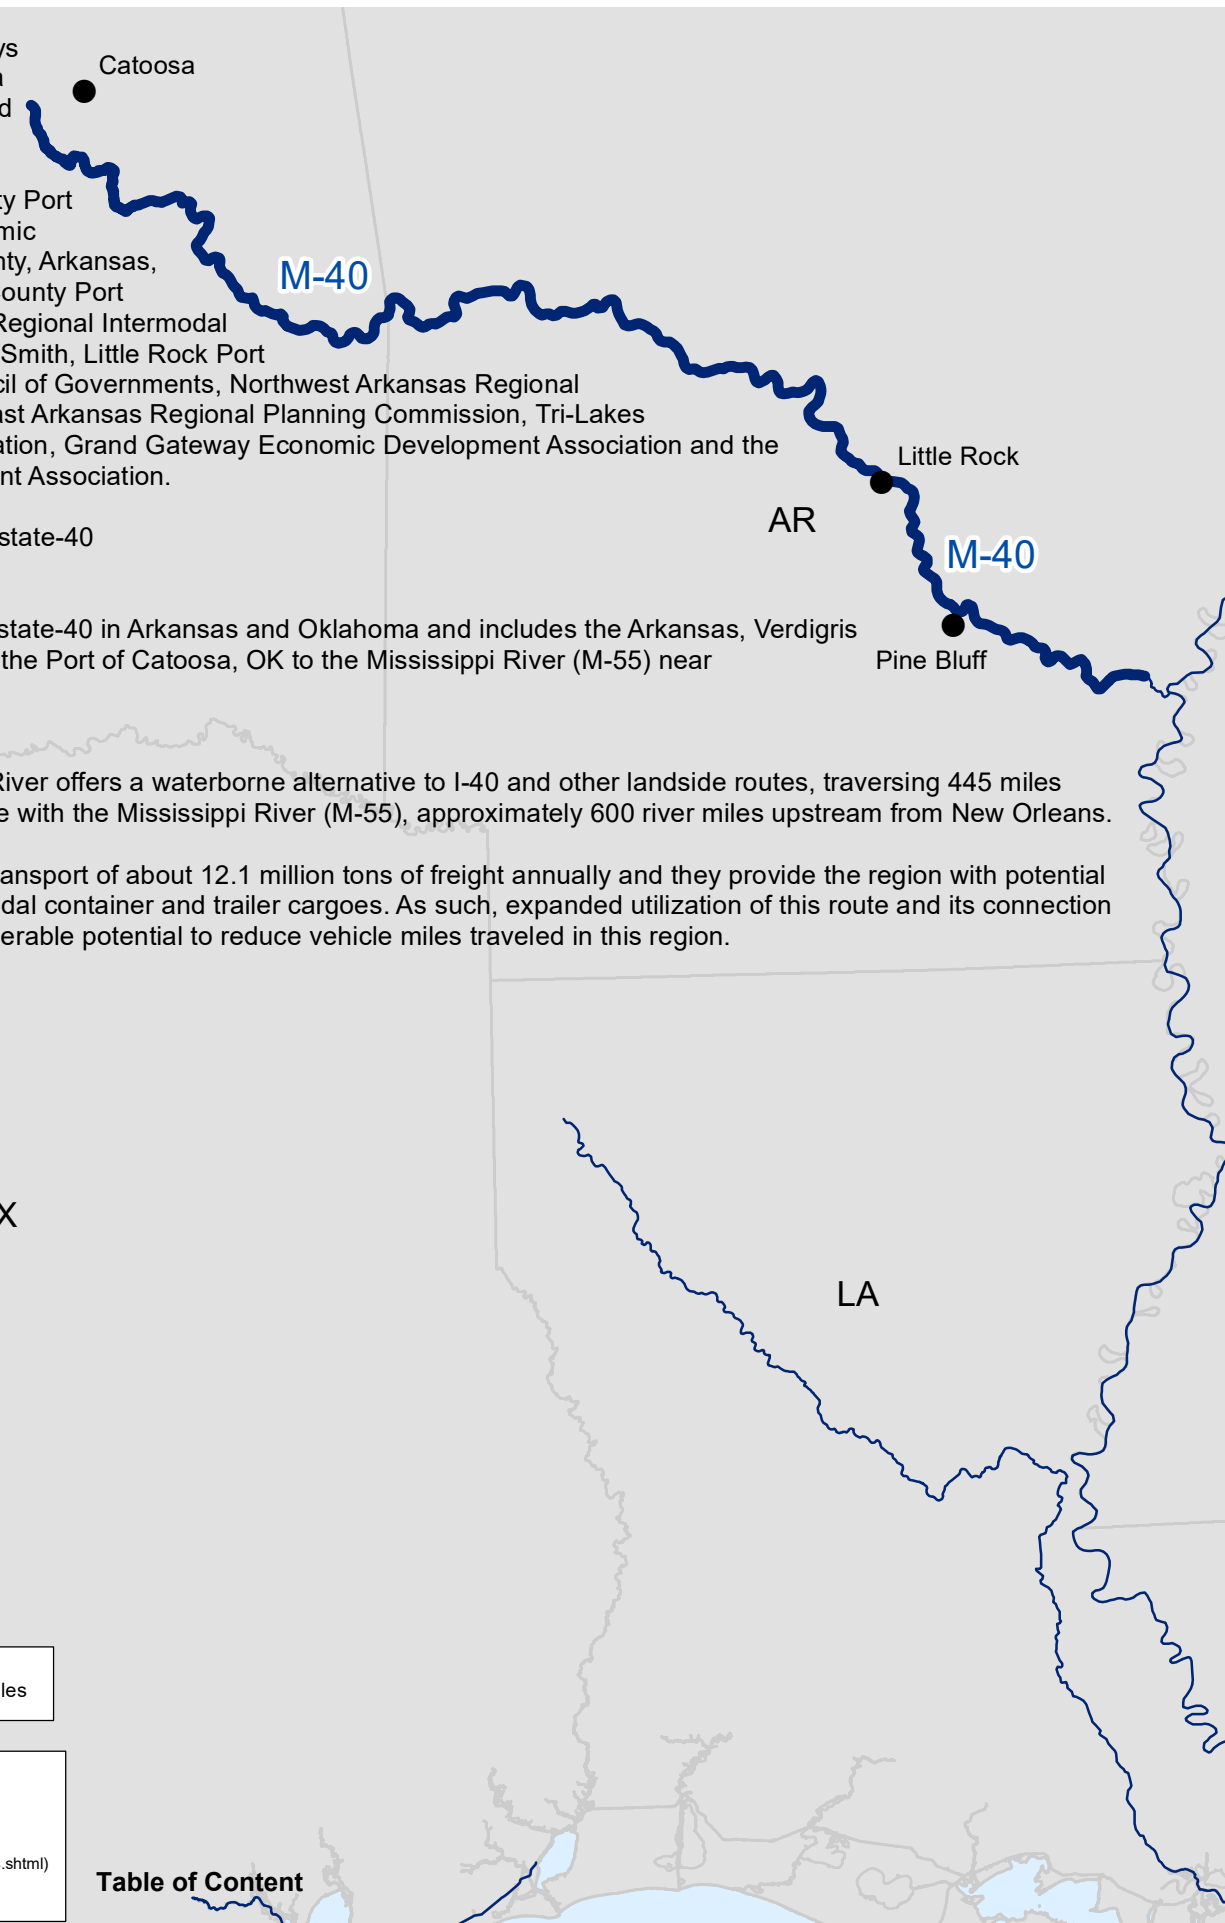 Catoosa
ty Port
M-40
nty, Arkansas,
County Port
Regional Intermodal
Smith, Little Rock Port
cil of Governments, Northwest Arkansas Regional
ast Arkansas Regional Planning Commission, Tri-Lakes
ation, Grand Gateway Economic Development Association and the
nt Association.
Little Rock
AR
state-40
M-40
state-40 in Arkansas and Oklahoma and includes the Arkansas, Verdigris
the Port of Catoosa, OK to the Mississippi River (M-55) near
Pine Bluff
River offers a waterborne alternative to I-40 and other landside routes, traversing 445 miles
e with the Mississippi River (M-55), approximately 600 river miles upstream from New Orleans.
ansport of about 12.1 million tons of freight annually and they provide the region with potential
dal container and trailer cargoes. As such, expanded utilization of this route and its connection
erable potential to reduce vehicle miles traveled in this region.
X
LA
les
.shtml)
Table of Content